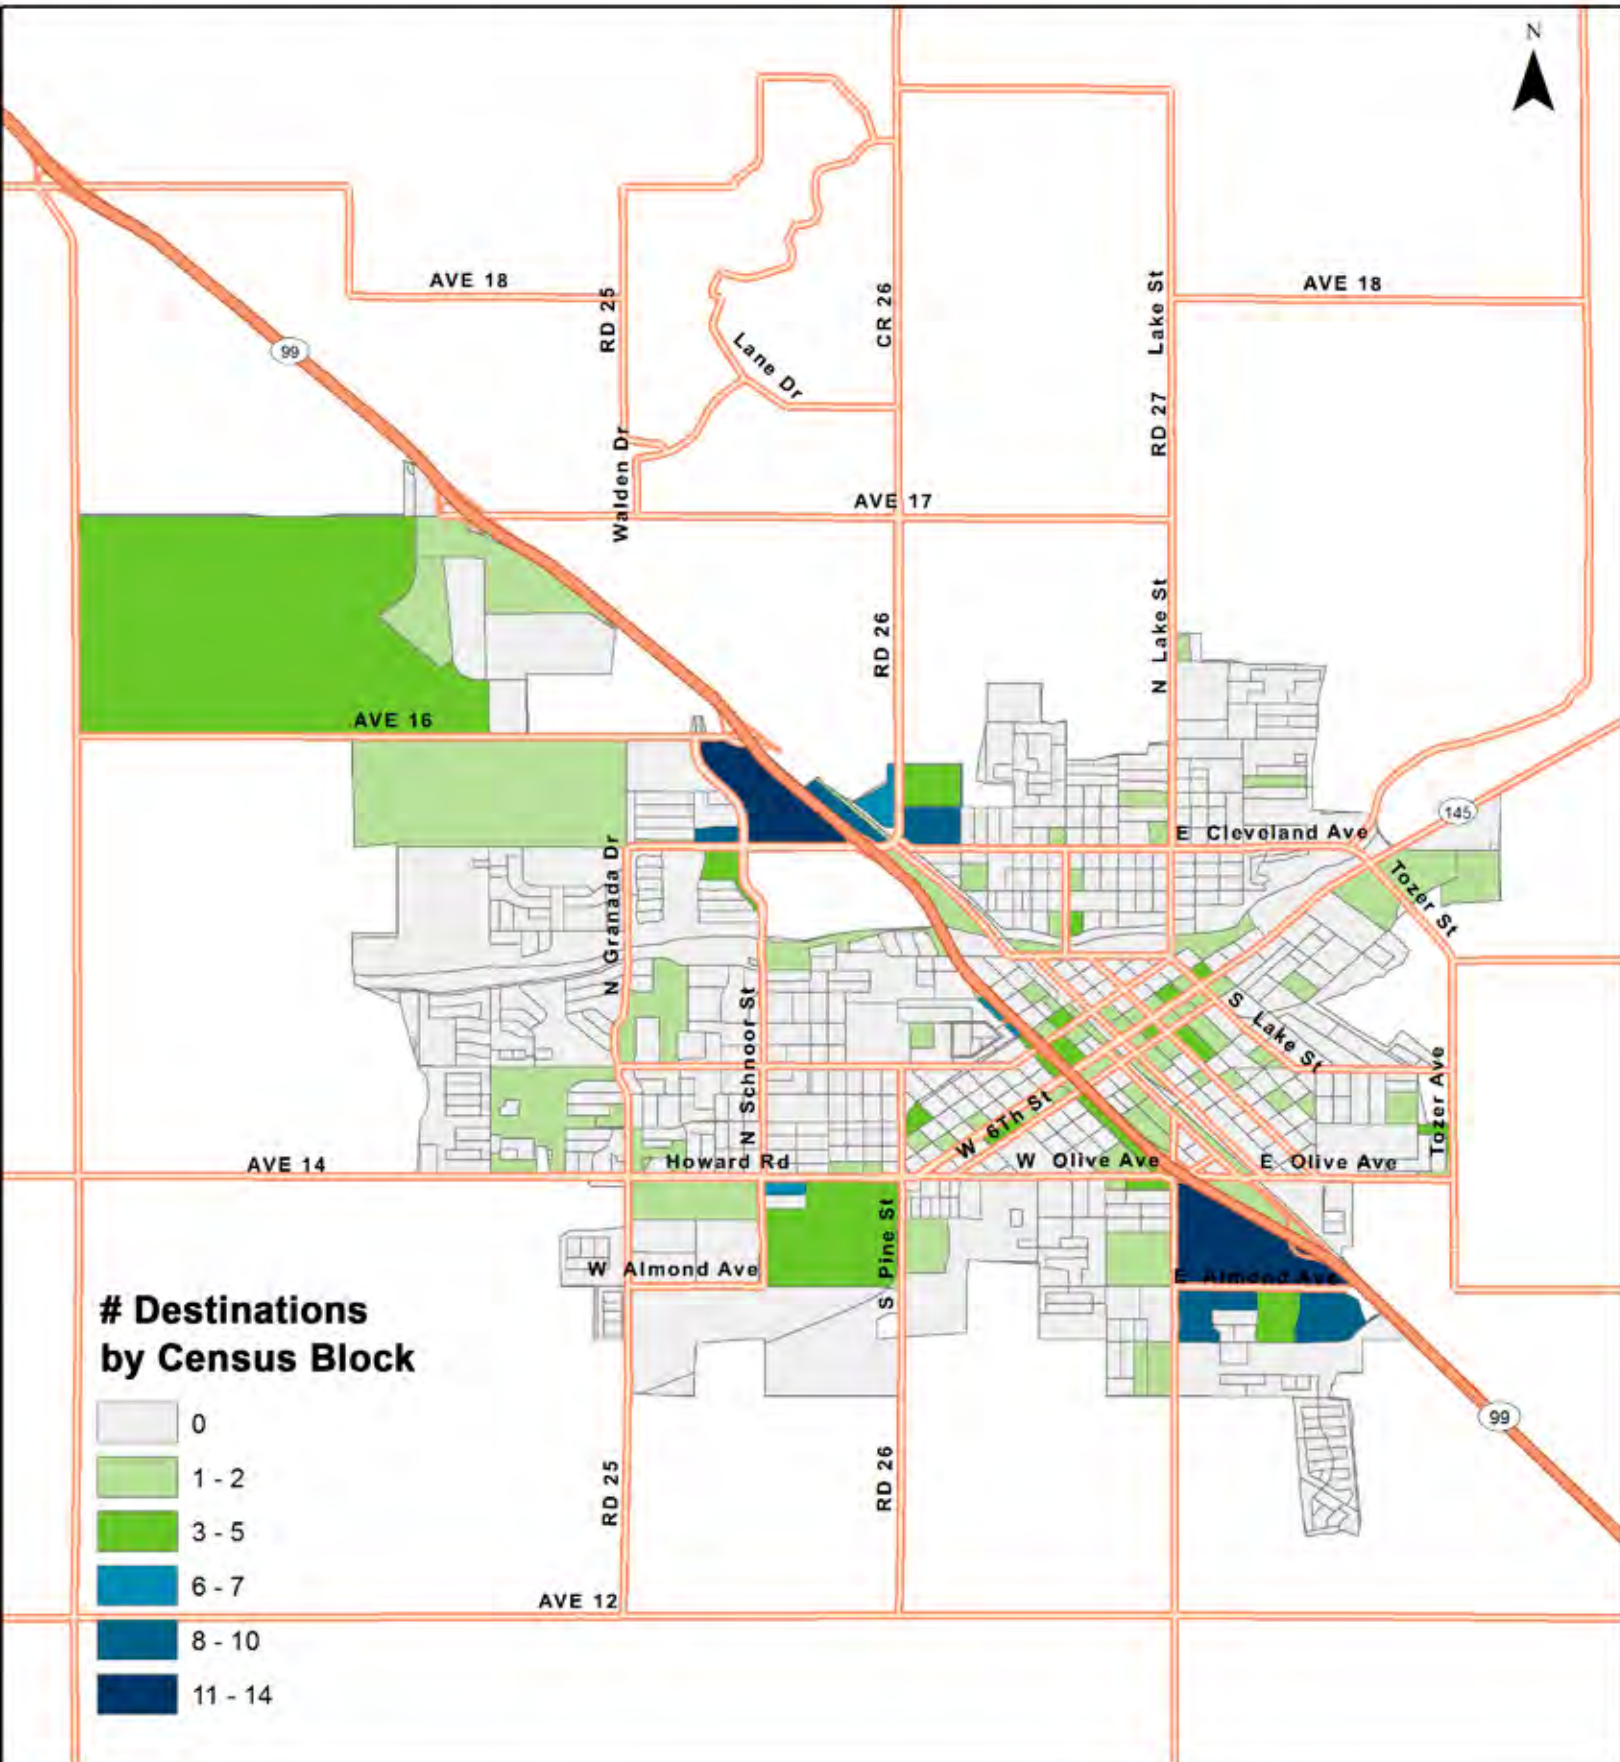 N
AVE 18
RD 25
CR 26
Lake St
AVE 18
99
Lane Dr
RD 27
Walden Dr
AVE 17
RD 26
N Lake St
AVE 16
145
E Cleveland Ave
N Granada Dr
Tozer St
N Schnoor St
S Lake St
Tozer Ave
W 6Th St
AVE 14
Howard Rd
W Olive Ave
E Olive Ave
S Pine St
W Almond Ave
E Almond Ave
# Destinations
by Census Block
0
1 - 2
3 - 5
6 - 7
8 - 10
11 - 14
99
RD 25
RD 26
AVE 12